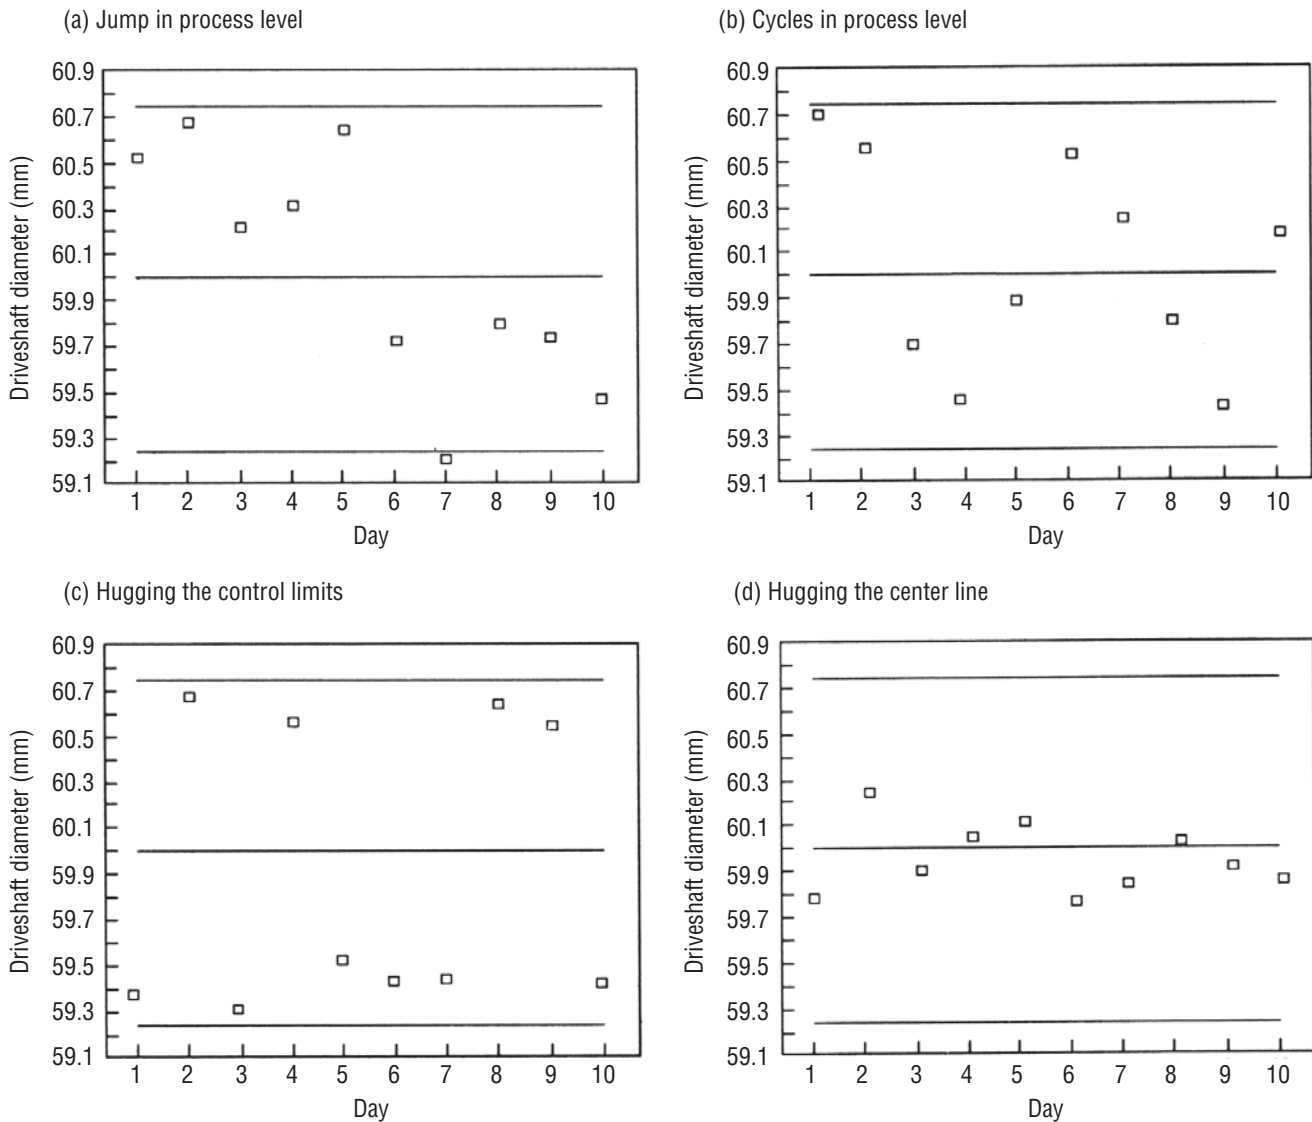 (a) Jump in process level
60.9
60.7
60.5
60.3
60.1
59.9
59.7
59.5
59.3
59.1
Driveshaft diameter (mm)
1 2 3 4 5 6 7 8 9 10
Day
(b) Cycles in process level
60.9
60.7
60.5
60.3
60.1
59.9
59.7
59.5
59.3
59.1
Driveshaft diameter (mm)
1 2 3 4 5 6 7 8 9 10
Day
(c) Hugging the control limits
60.9
60.7
60.5
60.3
60.1
59.9
59.7
59.5
59.3
59.1
Driveshaft diameter (mm)
1 2 3 4 5 6 7 8 9 10
Day
(d) Hugging the center line
60.9
60.7
60.5
60.3
60.1
59.9
59.7
59.5
59.3
59.1
Driveshaft diameter (mm)
1 2 3 4 5 6 7 8 9 10
Day